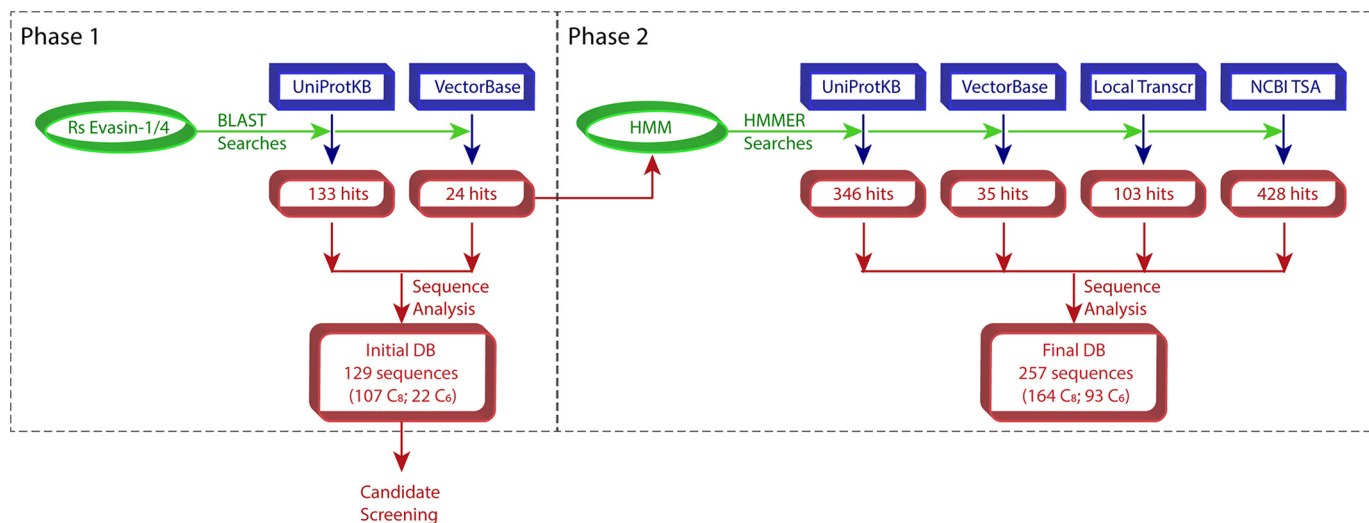 Phase 1
UniProtKB
VectorBase
Rs Evasin-1/4
BLAST
Searches
133 hits
24 hits
Sequence
Analysis
Initial DB
129 sequences
(107 C₈; 22 C₆)
Candidate
Screening
Phase 2
UniProtKB
VectorBase
Local Transcr
NCBI TSA
HMM
HMMER
Searches
346 hits
35 hits
103 hits
428 hits
Sequence
Analysis
Final DB
257 sequences
(164 C₈; 93 C₆)